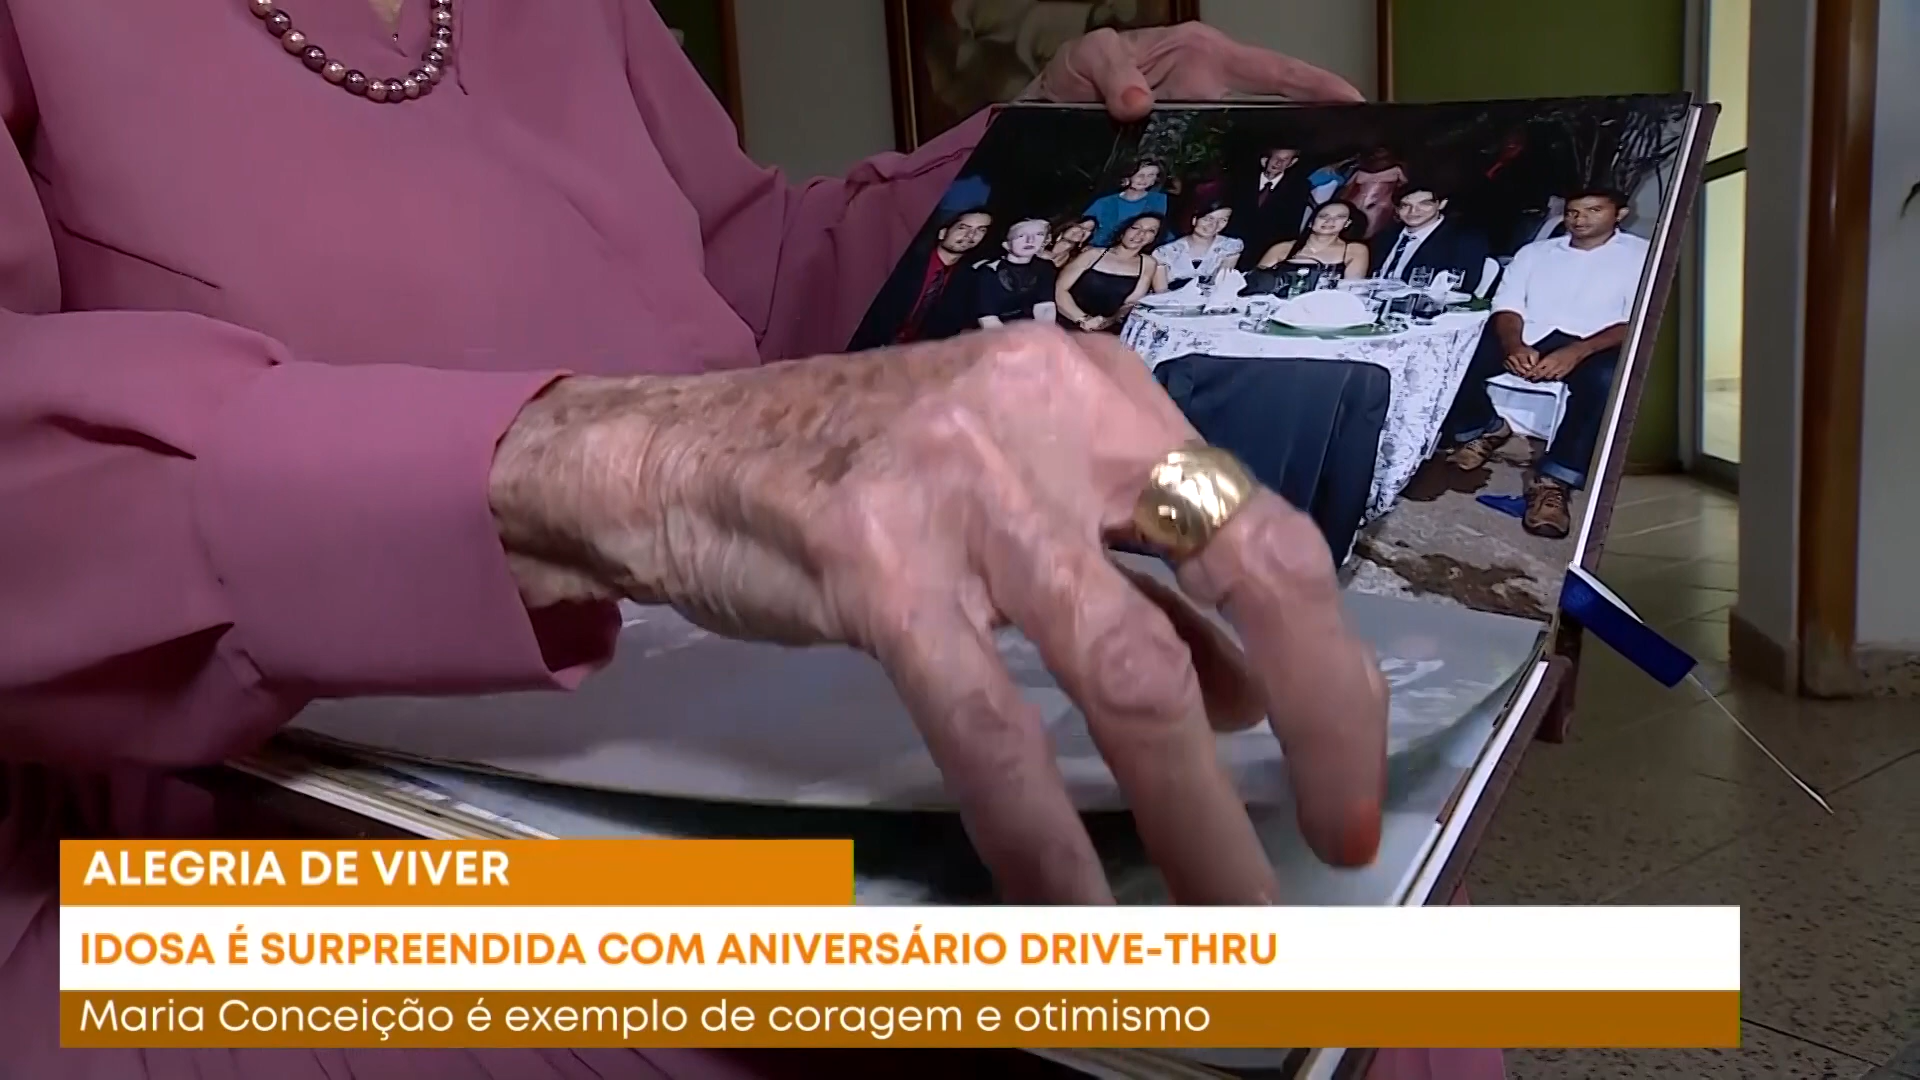 ALEGRIA DE VIVER
IDOSA É SURPREENDIDA COM ANIVERSÁRIO DRIVE-THRU
Maria Conceição é exemplo de coragem e otimismo